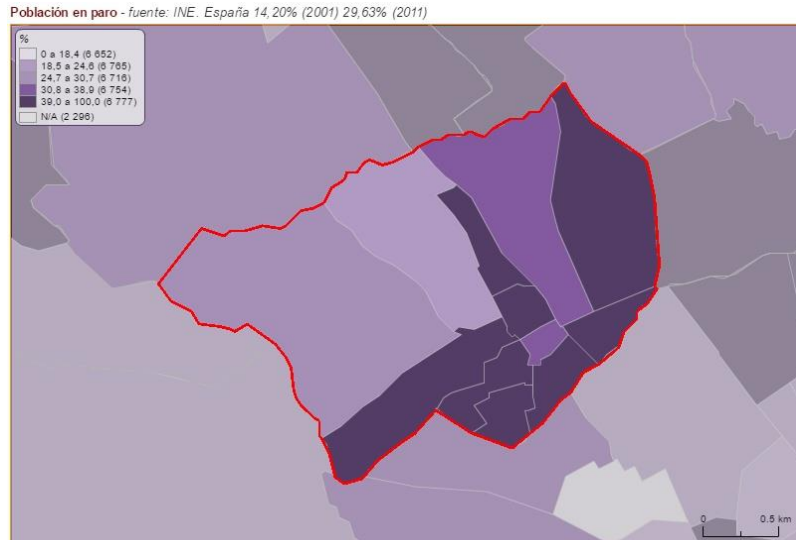 Población en paro - fuente: INE. España 14,20% (2001) 29,63% (2011)
%
0 a 18,4 (6 652)
18,5 a 24,6 (6 765)
24,7 a 30,7 (6 716)
30,8 a 38,9 (6 754)
39,0 a 100,0 (6 777)
N/A (2 296)
0 0.5 km